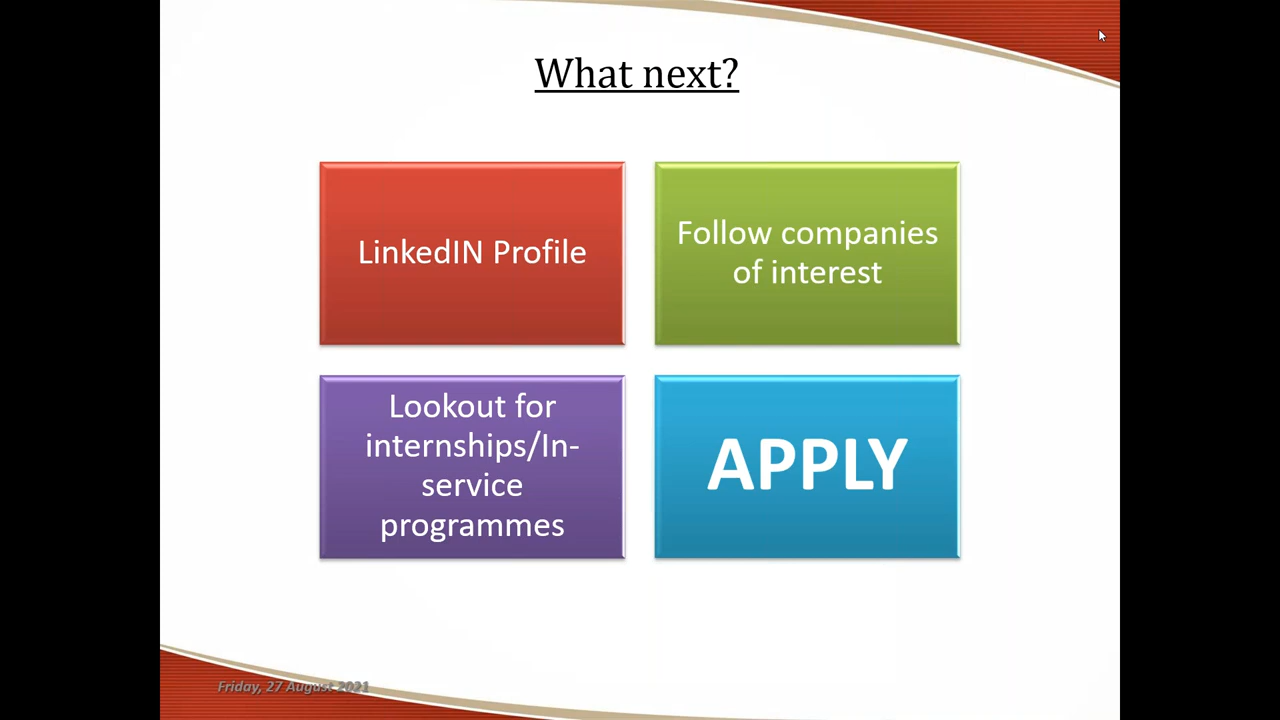 What next?
LinkedIN Profile
Follow companies
of interest
Lookout for
internships/In-
service
programmes
APPLY
Friday, 27 August 2021